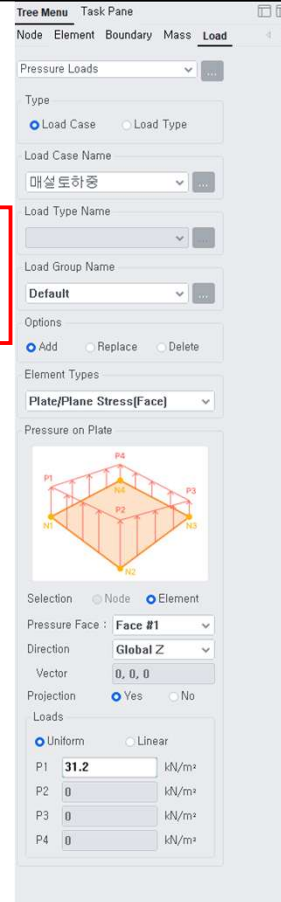 Tree Menu Task Pane
Node Element Boundary Mass Load
Pressure Loads ...
Type
Load Case Load Type
Load Case Name
매설토하중 ...
Load Type Name
...
Load Group Name
Default ...
Options
Add Replace Delete
Element Types
Plate/Plane Stress(Face)
Pressure on Plate
P4
P1 N4 P3
P2
N1 N3
N2
Selection Node Element
Pressure Face : Face #1
Direction Global Z
Vector 0, 0, 0
Projection Yes No
Loads
Uniform Linear
P1 31.2 kN/m²
P2 0 kN/m²
P3 0 kN/m²
P4 0 kN/m²